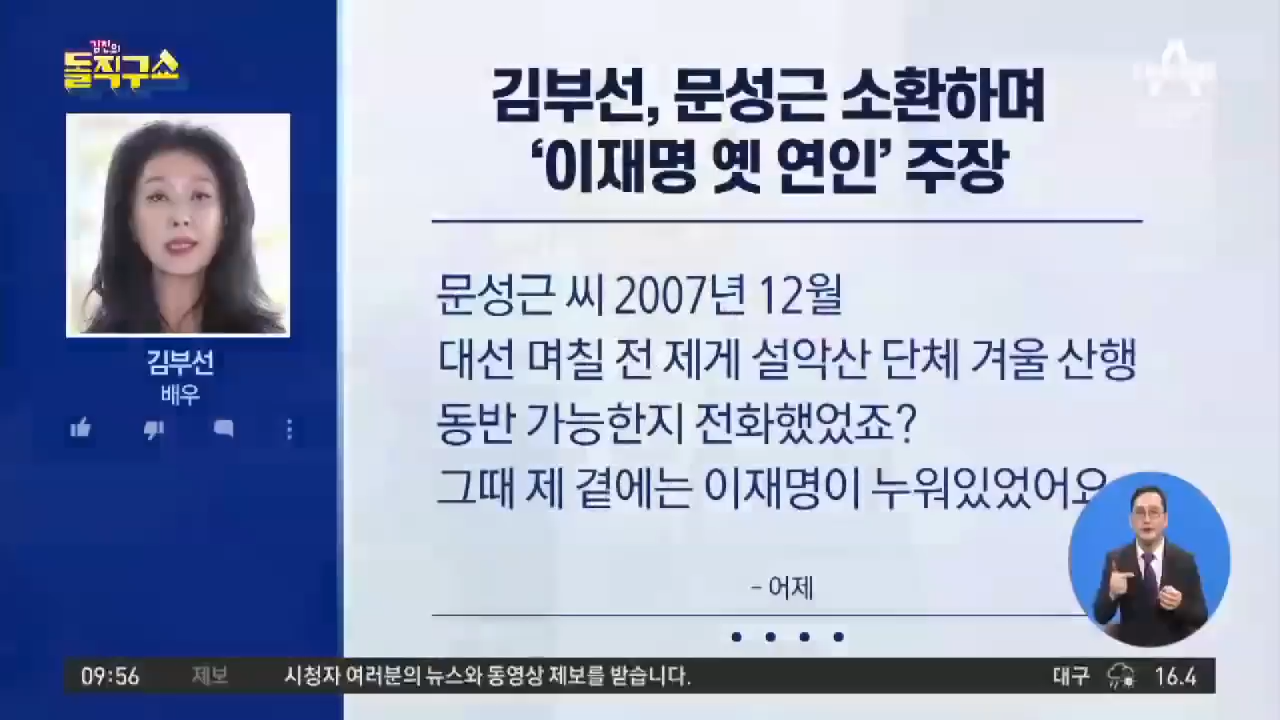 김진의
돌직구쇼
김부선, 문성근 소환하며
‘이재명 옛 연인’ 주장
김부선
배우
문성근 씨 2007년 12월
대선 며칠 전 제게 설악산 단체 겨울 산행
동반 가능한지 전화했었죠?
그때 제 곁에는 이재명이 누워있었어요
- 어제
09:56 제보 시청자 여러분의 뉴스와 동영상 제보를 받습니다. 대구 16.4